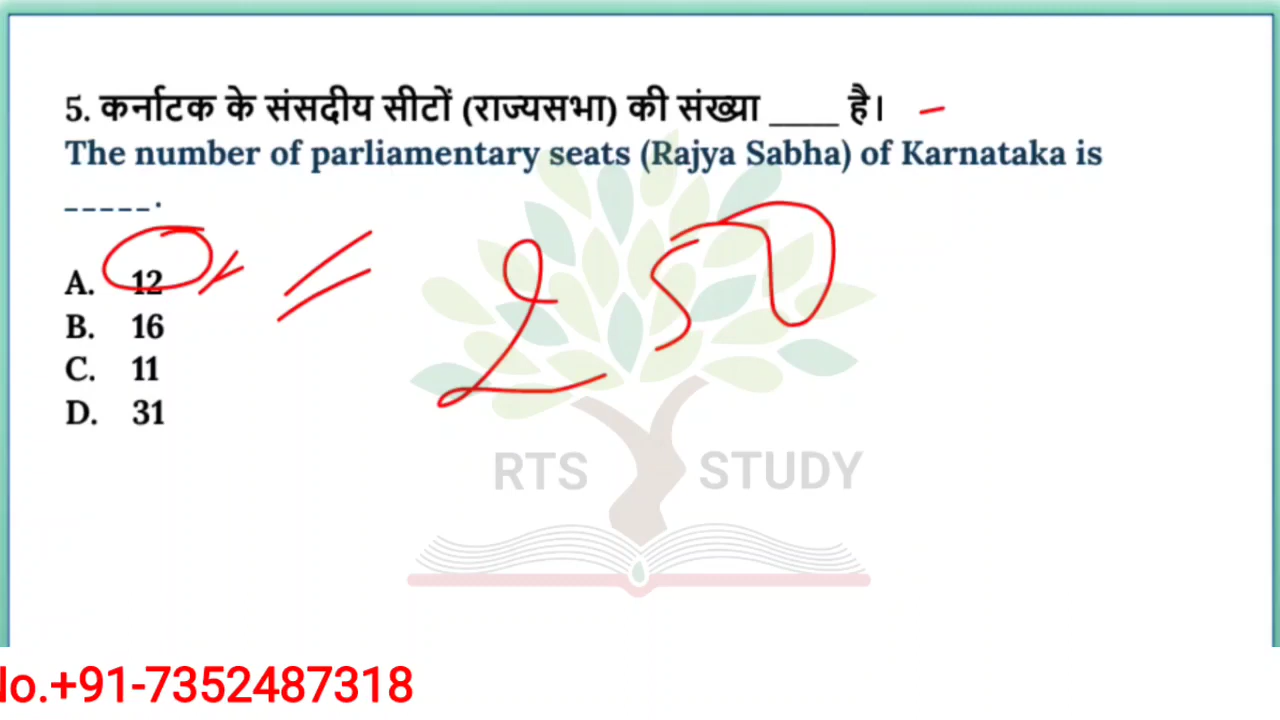 5. कर्नाटक के संसदीय सीटों (राज्यसभा) की संख्या ____ है।
The number of parliamentary seats (Rajya Sabha) of Karnataka is
_____.
A. 12
B. 16
C. 11
D. 31
250
RTS STUDY
No.+91-7352487318